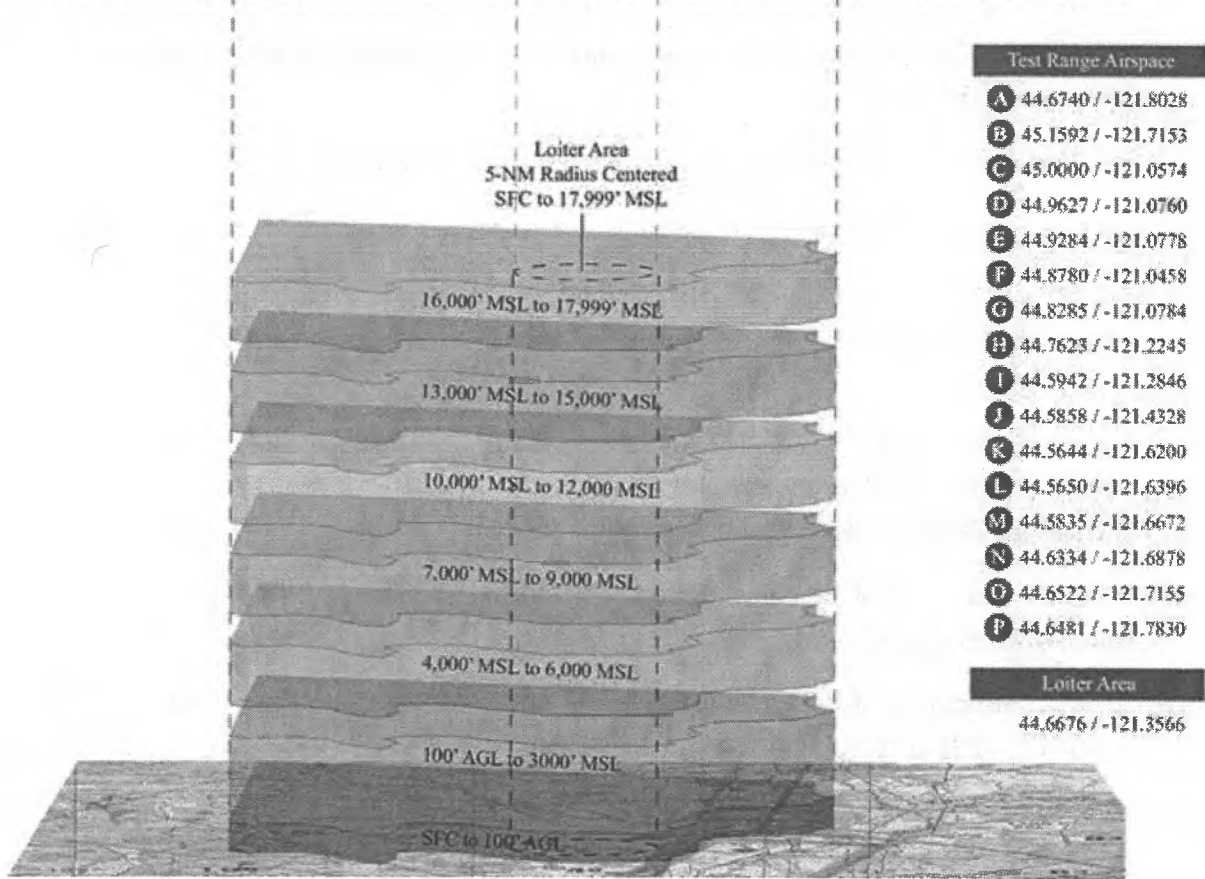 Loiter Area
5-NM Radius Centered
SFC to 17,999' MSL
16,000' MSL to 17,999' MSL
13,000' MSL to 15,000' MSL
10,000' MSL to 12,000 MSL
7,000' MSL to 9,000 MSL
4,000' MSL to 6,000 MSL
100' AGL to 3000' MSL
SFC to 100' AGL
Test Range Airspace
A 44.6740 / -121.8028
B 45.1592 / -121.7153
C 45.0000 / -121.0574
D 44.9627 / -121.0760
E 44.9284 / -121.0778
F 44.8780 / -121.0458
G 44.8285 / -121.0784
H 44.7623 / -121.2245
I 44.5942 / -121.2846
J 44.5858 / -121.4328
K 44.5644 / -121.6200
L 44.5650 / -121.6396
M 44.5835 / -121.6672
N 44.6334 / -121.6878
O 44.6522 / -121.7155
P 44.6481 / -121.7830
Loiter Area
44.6676 / -121.3566